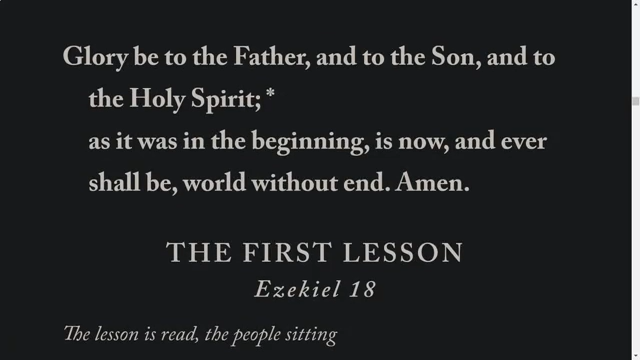 Glory be to the Father, and to the Son, and to
the Holy Spirit; *
as it was in the beginning, is now, and ever
shall be, world without end. Amen.
THE FIRST LESSON
Ezekiel 18
The lesson is read, the people sitting